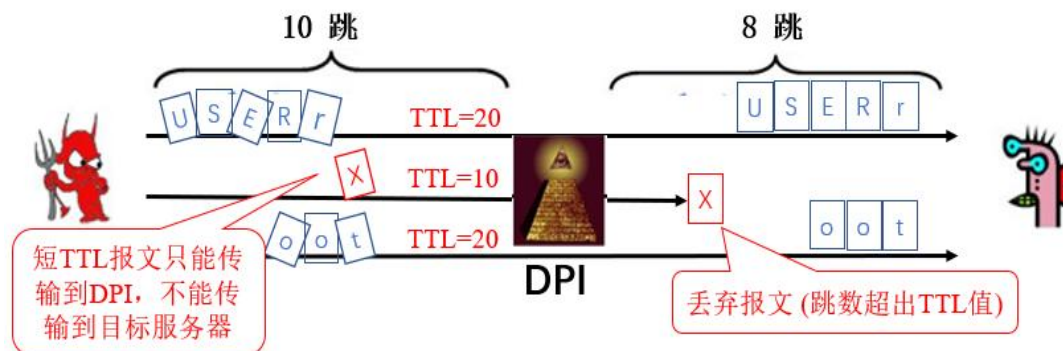 10 跳
8 跳
U S E R r
TTL=20
U S E R r
X
TTL=10
X
o o t
TTL=20
o o t
短TTL报文只能传
输到DPI，不能传
输到目标服务器
DPI
丢弃报文 (跳数超出TTL值)